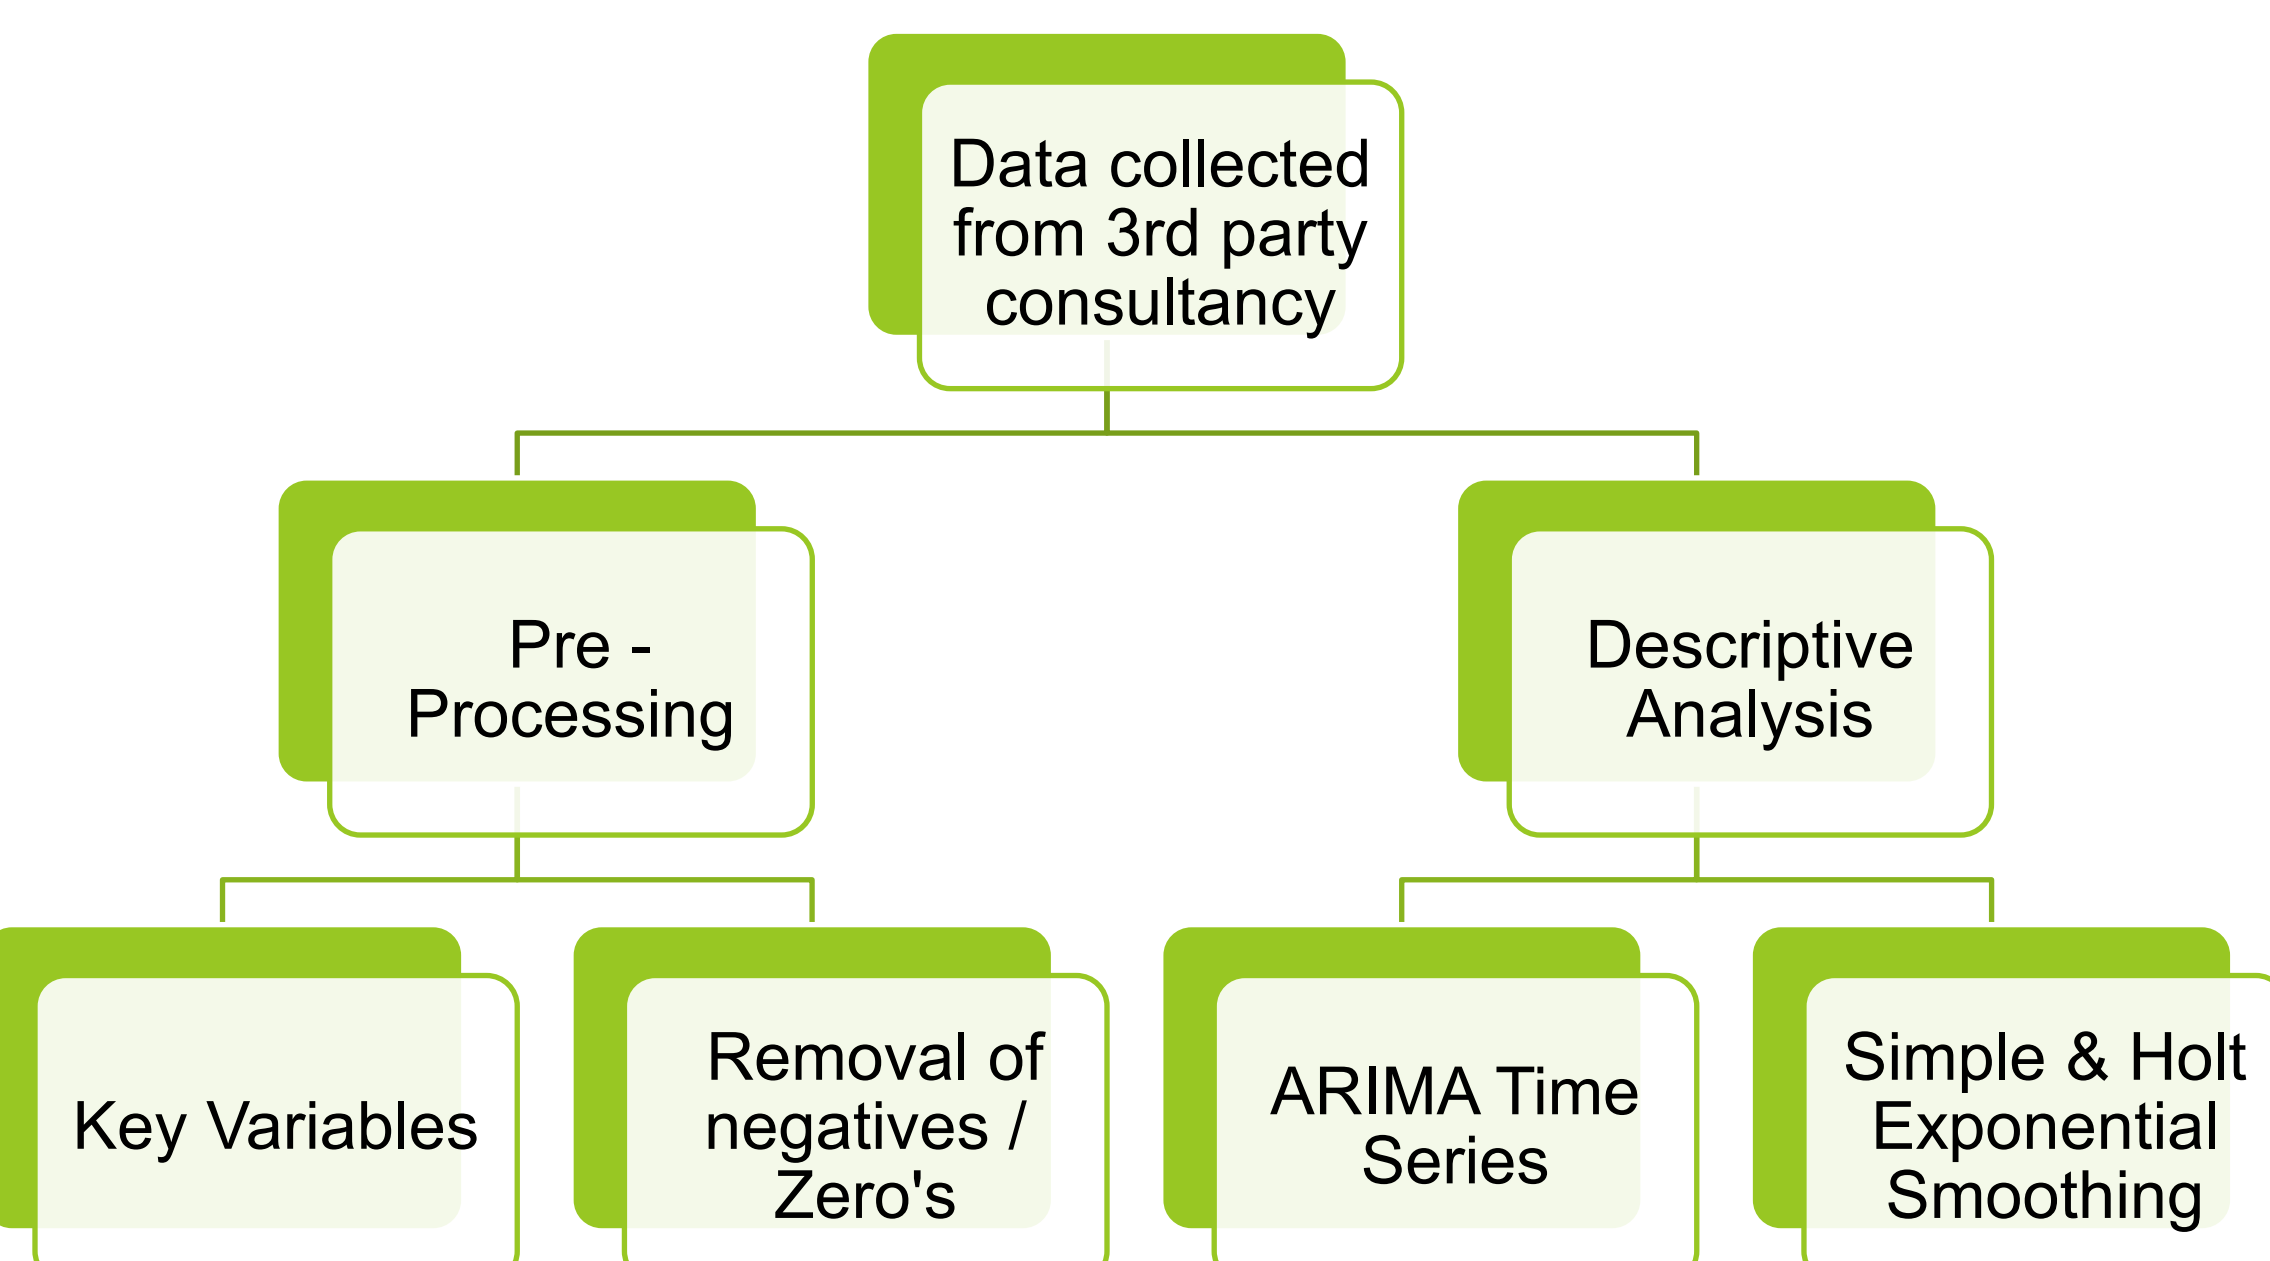 Data collected
from 3rd party
consultancy
Pre -
Processing
Descriptive
Analysis
Key Variables
Removal of
negatives /
Zero's
ARIMA Time
Series
Simple & Holt
Exponential
Smoothing